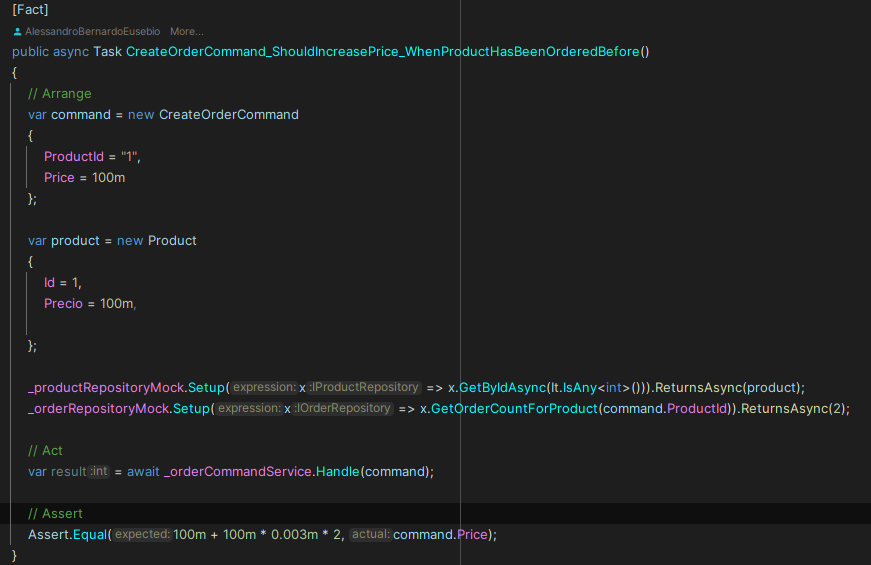 [Fact]
AlessandroBernardoEusebio More...
public async Task CreateOrderCommand_ShouldIncreasePrice_WhenProductHasBeenOrderedBefore()
{
// Arrange
var command = new CreateOrderCommand
{
ProductId = "1",
Price = 100m
};
var product = new Product
{
Id = 1,
Precio = 100m,
};
_productRepositoryMock.Setup( expression: x :IProductRepository => x.GetByIdAsync(It.IsAny<int>())).ReturnsAsync(product);
_orderRepositoryMock.Setup( expression: x :IOrderRepository => x.GetOrderCountForProduct(command.ProductId)).ReturnsAsync(2);
// Act
var result :int = await _orderCommandService.Handle(command);
// Assert
Assert.Equal( expected: 100m + 100m * 0.003m * 2, actual: command.Price);
}